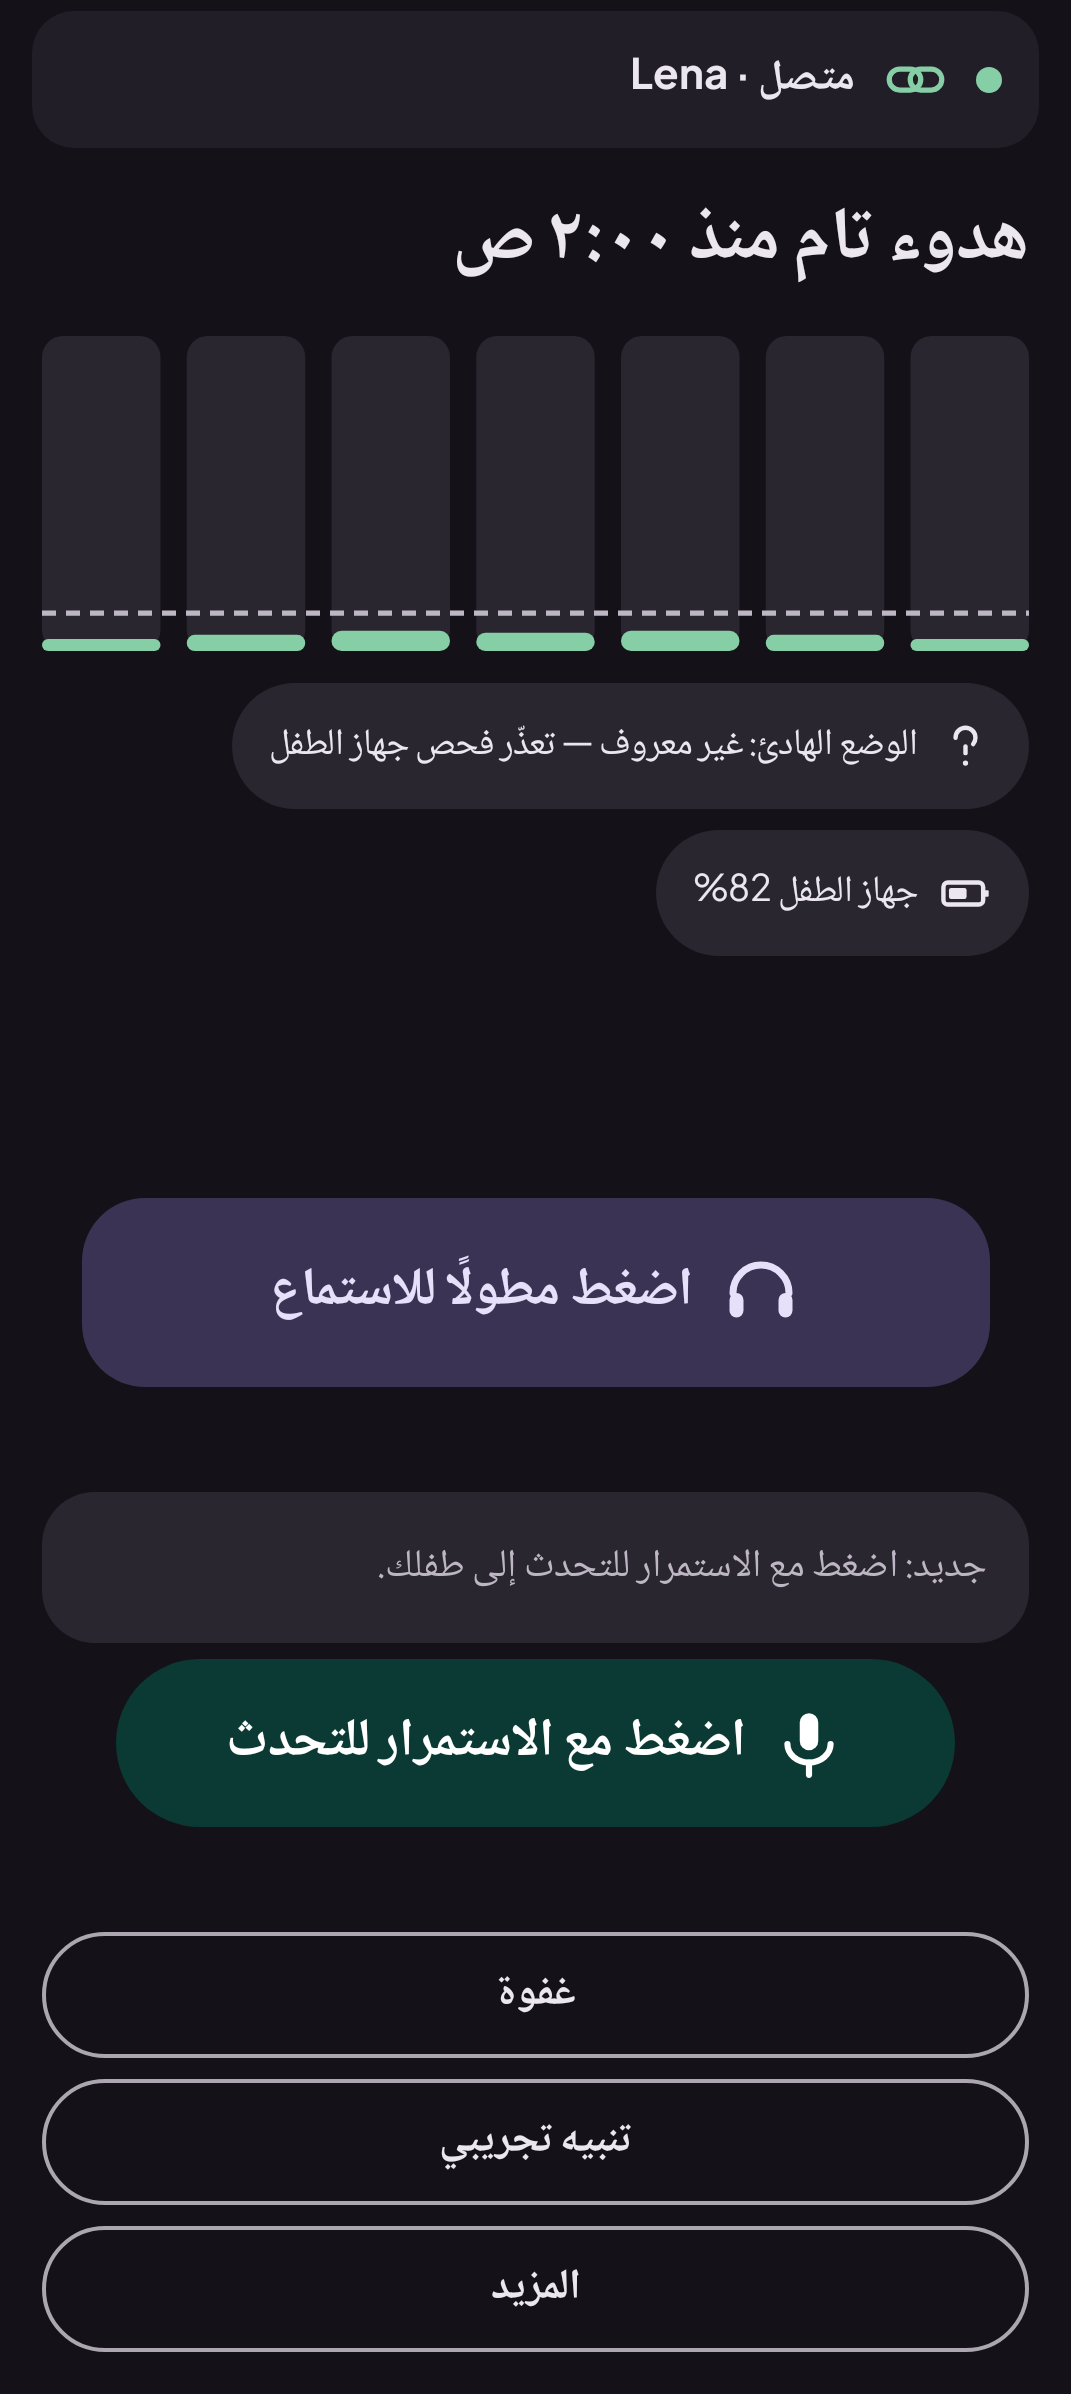 متصل · Lena
هدوء تام منذ ٢:٠٠ ص
الوضع الهادئ: غير معروف — تعذّر فحص جهاز الطفل
جهاز الطفل 82%
اضغط مطولًا للاستماع
جديد: اضغط مع الاستمرار للتحدث إلى طفلك.
اضغط مع الاستمرار للتحدث
غفوة
تنبيه تجريبي
المزيد